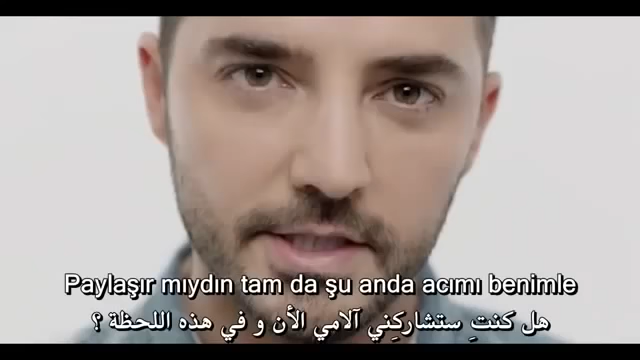 Paylaşır mıydın tam da şu anda acımı benimle
هل كنتِ ستشاركِني آلامي الأن و في هذه اللحظة ؟